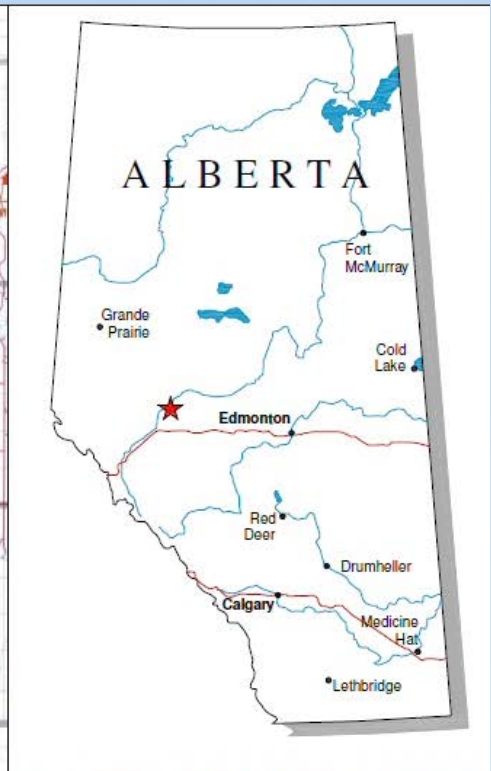 ALBERTA
Fort
McMurray
Grande
Prairie
Cold
Lake
Edmonton
Red
Deer
Drumheller
Calgary
Medicine
Hat
Lethbridge